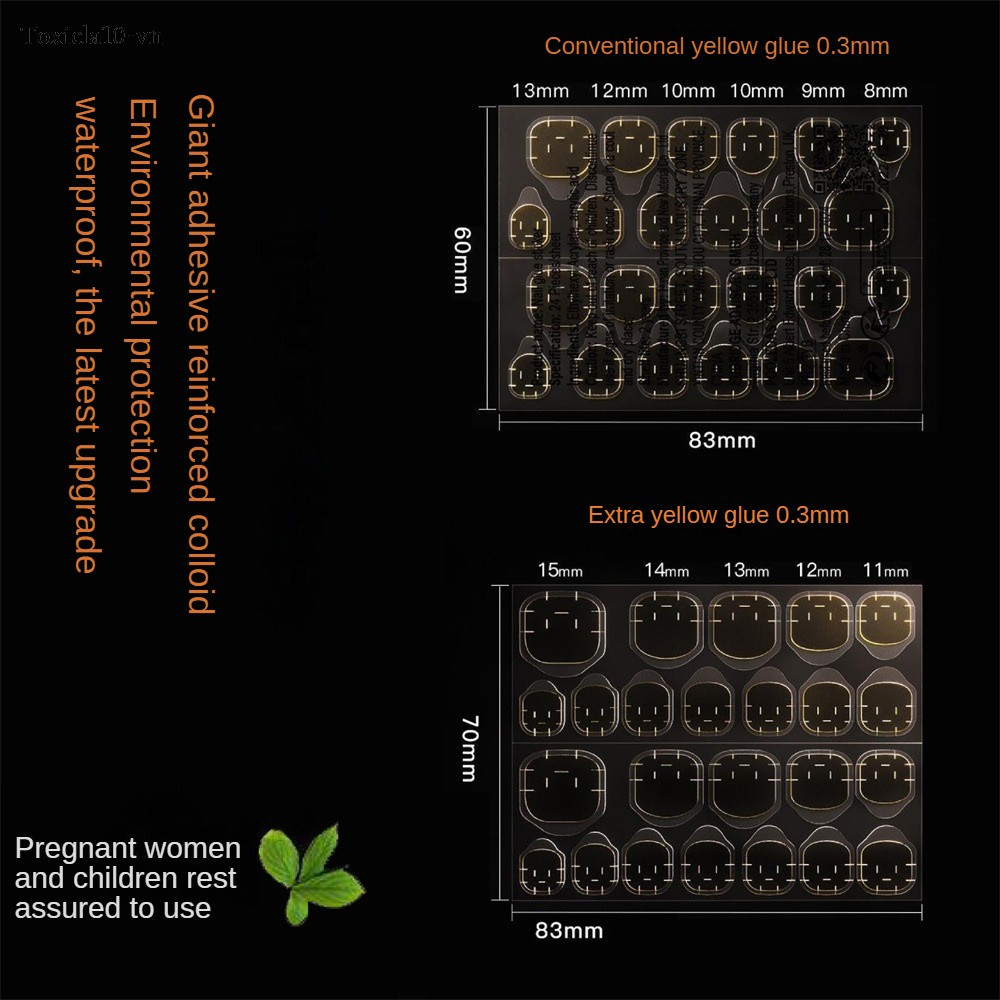 Toxicla10-vn
Conventional yellow glue 0.3mm
13mm 12mm 10mm 10mm 9mm 8mm
60mm
83mm
Giant adhesive reinforced colloid
Environmental protection
waterproof, the latest upgrade
Extra yellow glue 0.3mm
15mm 14mm 13mm 12mm 11mm
70mm
83mm
Pregnant women
and children rest
assured to use